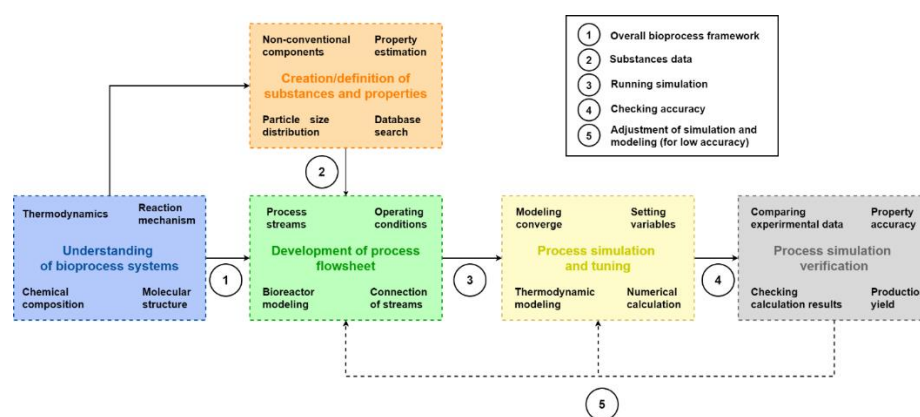 Non-conventional
components
Property
estimation
Creation/definition of
substances and properties
Particle size
distribution
Database
search
1 Overall bioprocess framework
2 Substances data
3 Running simulation
4 Checking accuracy
5 Adjustment of simulation and
modeling (for low accuracy)
2
Thermodynamics
Reaction
mechanism
Understanding
of bioprocess systems
Chemical
composition
Molecular
structure
1
Process
streams
Operating
conditions
Development of process
flowsheet
Bioreactor
modeling
Connection
of streams
3
Modeling
converge
Setting
variables
Process simulation
and tuning
Thermodynamic
modeling
Numerical
calculation
4
Comparing
experimental data
Property
accuracy
Process simulation
verification
Checking
calculation results
Production
yield
5